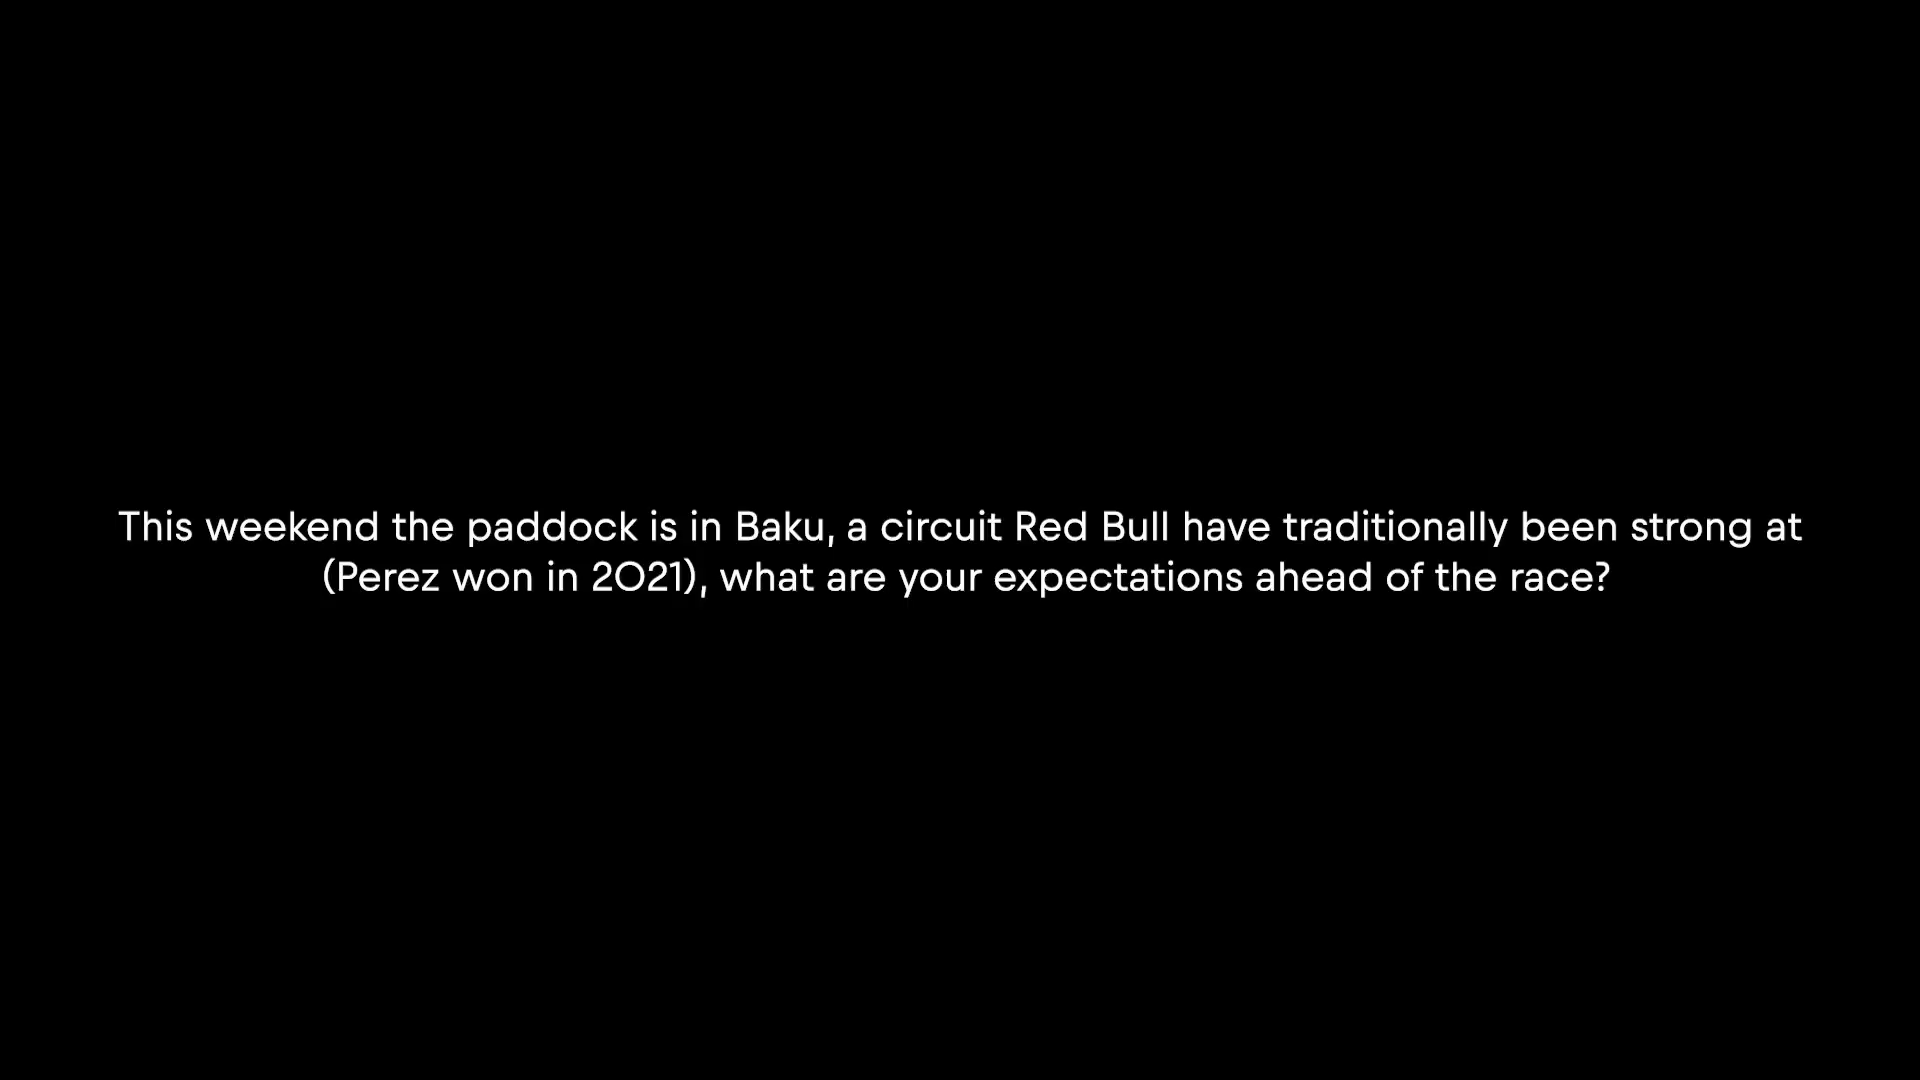 This weekend the paddock is in Baku, a circuit Red Bull have traditionally been strong at
(Perez won in 2021), what are your expectations ahead of the race?